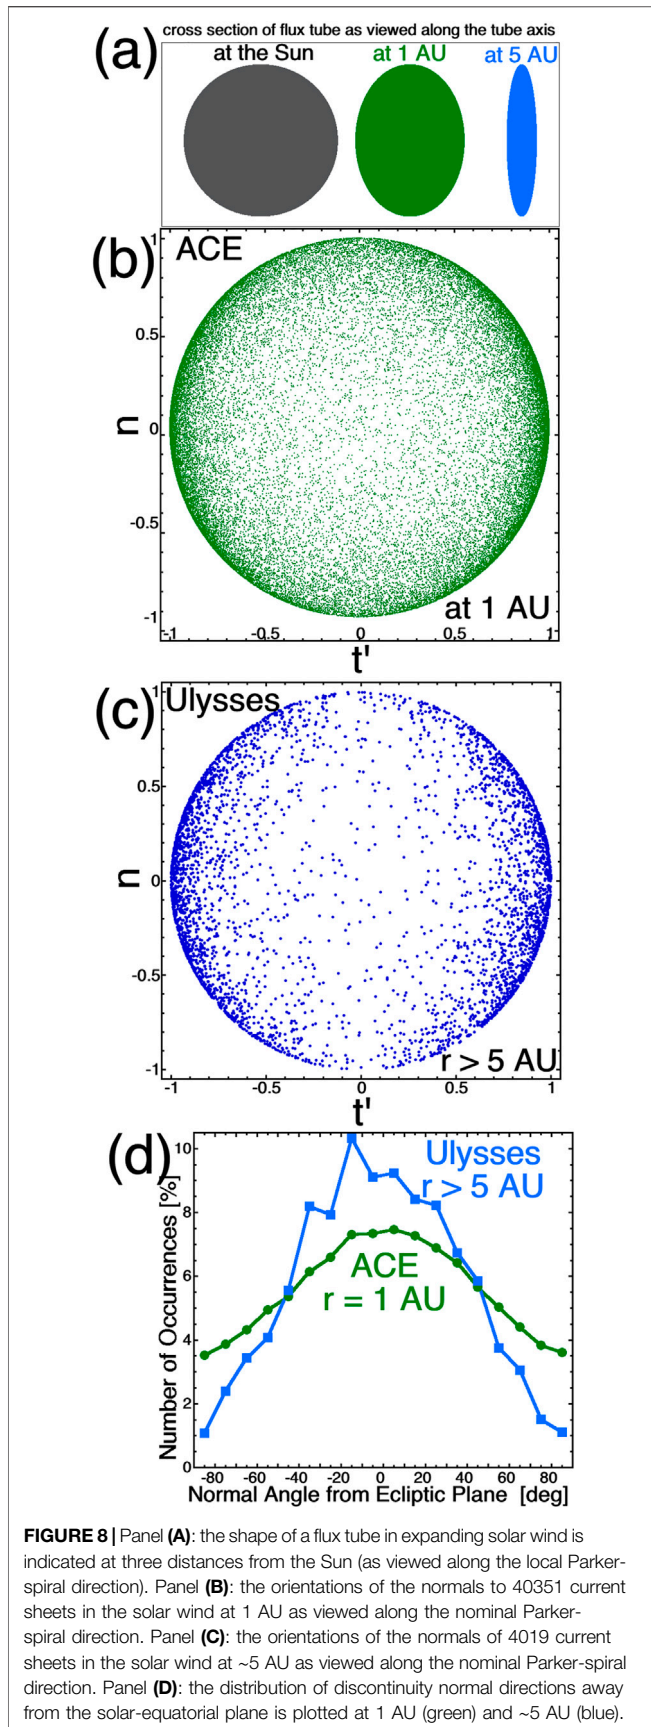 cross section of flux tube as viewed along the tube axis
(a)
at the Sun at 1 AU at 5 AU
(b)
ACE
1
0.5
0
-0.5
-1
n
at 1 AU
-1 -0.5 0 0.5 1
t'
(c)
Ulysses
1
0.5
0
-0.5
-1
n
r > 5 AU
-1 -0.5 0 0.5 1
t'
(d)
Ulysses
r > 5 AU
ACE
r = 1 AU
10
8
6
4
2
0
Number of Occurrences [%]
-80 -60 -40 -20 0 20 40 60 80
Normal Angle from Ecliptic Plane [deg]
FIGURE 8 | Panel (A): the shape of a flux tube in expanding solar wind is
indicated at three distances from the Sun (as viewed along the local Parker-
spiral direction). Panel (B): the orientations of the normals to 40351 current
sheets in the solar wind at 1 AU as viewed along the nominal Parker-
spiral direction. Panel (C): the orientations of the normals of 4019 current
sheets in the solar wind at ~5 AU as viewed along the nominal Parker-spiral
direction. Panel (D): the distribution of discontinuity normal directions away
from the solar-equatorial plane is plotted at 1 AU (green) and ~5 AU (blue).